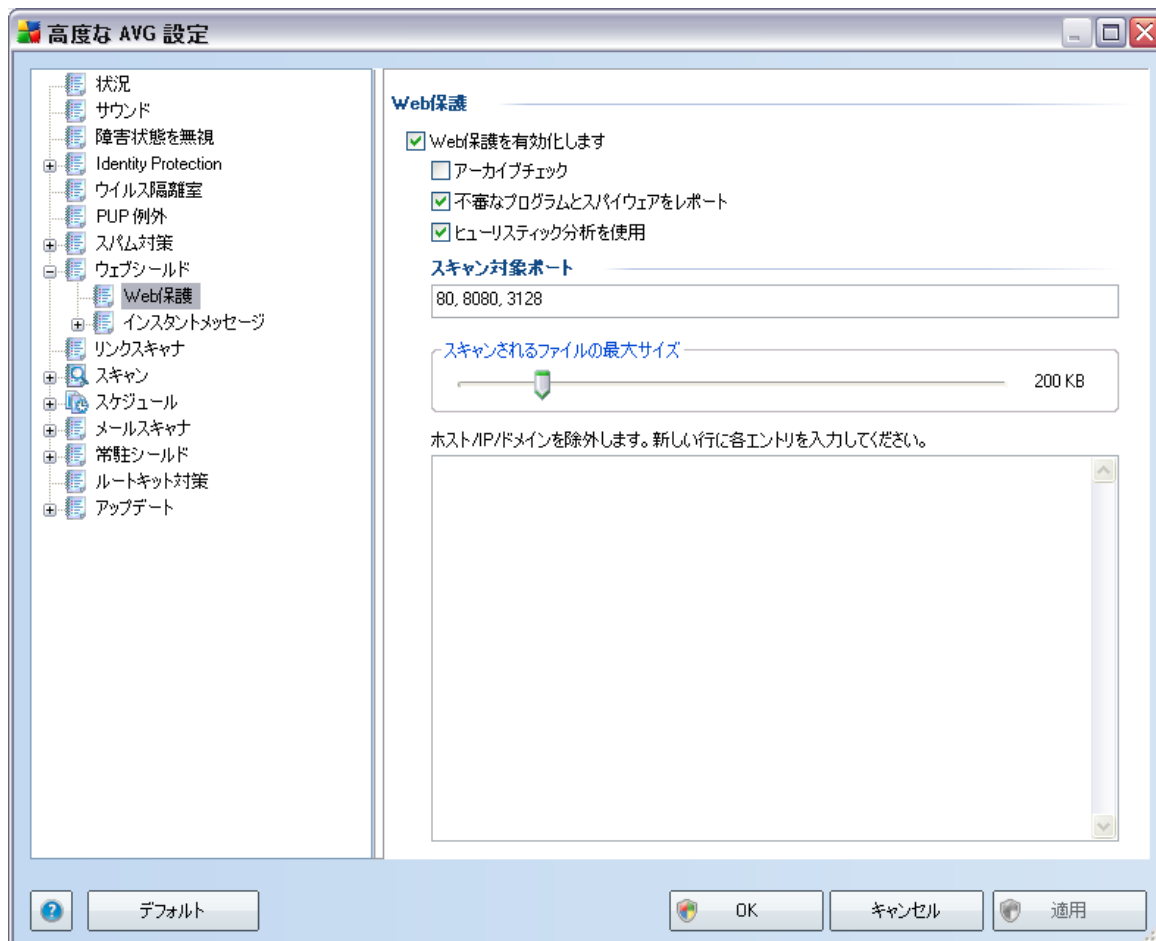 高度な AVG 設定
状況
サウンド
障害状態を無視
Identity Protection
ウイルス隔離室
PUP 例外
スパム対策
ウェブシールド
Web保護
インスタントメッセージ
リンクスキャナ
スキャン
スケジュール
メールスキャナ
常駐シールド
ルートキット対策
アップデート
Web保護
Web保護を有効化します
アーカイブチェック
不審なプログラムとスパイウェアをレポート
ヒューリスティック分析を使用
スキャン対象ポート
80, 8080, 3128
スキャンされるファイルの最大サイズ
200 KB
ホスト/IP/ドメインを除外します。新しい行に各エントリを入力してください。
デフォルト
OK
キャンセル
適用